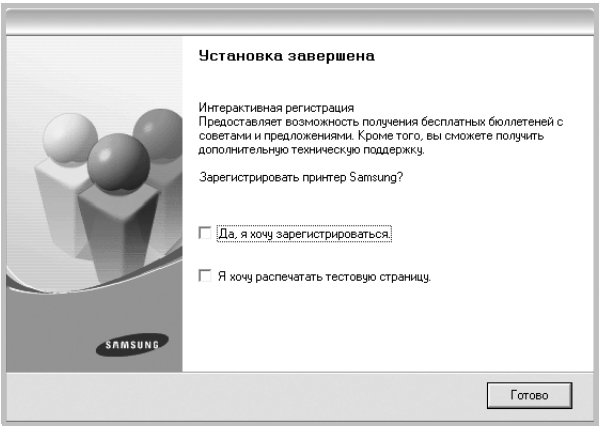 Установка завершена
Интерактивная регистрация
Предоставляет возможность получения бесплатных бюллетеней с
советами и предложениями. Кроме того, вы сможете получить
дополнительную техническую поддержку.
Зарегистрировать принтер Samsung?
Да, я хочу зарегистрироваться.
Я хочу распечатать тестовую страницу.
SAMSUNG
Готово